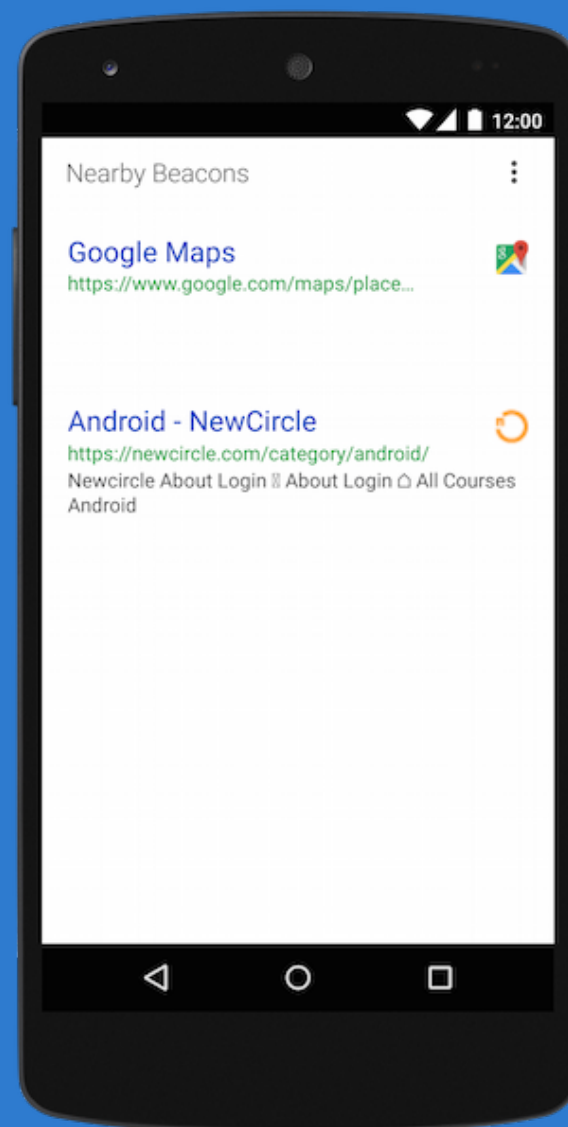 12:00
Nearby Beacons
Google Maps
https://www.google.com/maps/place...
Android - NewCircle
https://newcircle.com/category/android/
Newcircle About Login  About Login ⌂ All Courses
Android